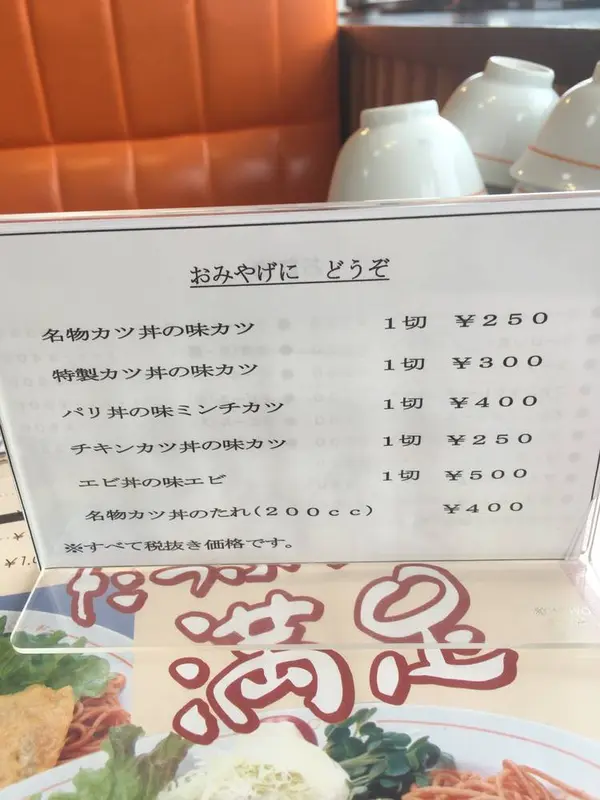 おみやげに　どうぞ
名物カツ丼の味カツ　1切　¥250
特製カツ丼の味カツ　1切　¥300
パリ丼の味ミンチカツ　1切　¥400
チキンカツ丼の味カツ　1切　¥250
エビ丼の味エビ　1切　¥500
名物カツ丼のたれ(200cc)　¥400
※すべて税抜き価格です。
満足